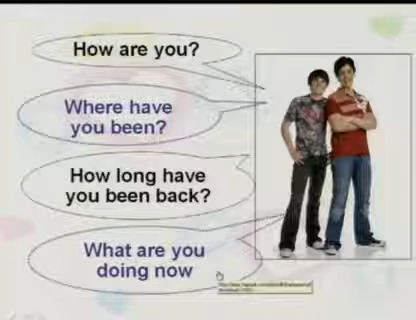 How are you?
Where have
you been?
How long have
you been back?
What are you
doing now